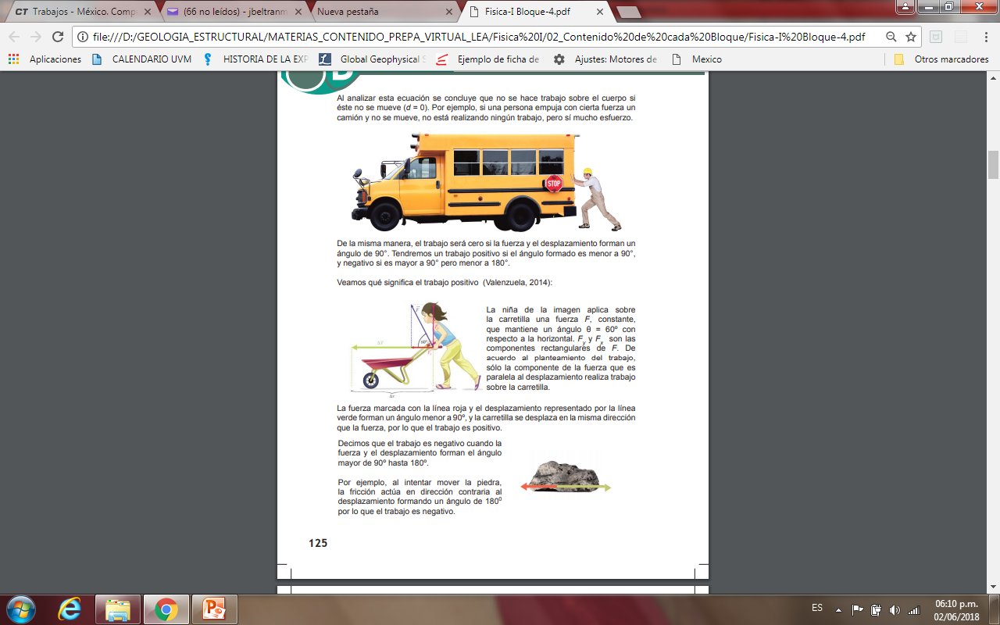 CT Trabajos - México. Comp
(66 no leídos) - jbeltranm
Nueva pestaña
Fisica-I Bloque-4.pdf
file:///D:/GEOLOGIA_ESTRUCTURAL/MATERIAS_CONTENIDO_PREPA_VIRTUAL_LEA/Fisica%20I/02_Contenido%20de%20cada%20Bloque/Fisica-I%20Bloque-4.pdf
Aplicaciones
CALENDARIO UVM
HISTORIA DE LA EXP
Global Geophysical S
Ejemplo de ficha de
Ajustes: Motores de
Mexico
Otros marcadores
Al analizar esta ecuación se concluye que no se hace trabajo sobre el cuerpo si
éste no se mueve (d = 0). Por ejemplo, si una persona empuja con cierta fuerza un
camión y no se mueve, no está realizando ningún trabajo, pero sí mucho esfuerzo.
STOP
De la misma manera, el trabajo será cero si la fuerza y el desplazamiento forman un
ángulo de 90°. Tendremos un trabajo positivo si el ángulo formado es menor a 90°,
y negativo si es mayor a 90° pero menor a 180°.
Veamos qué significa el trabajo positivo (Valenzuela, 2014):
60º
Δx
La niña de la imagen aplica sobre
la carretilla una fuerza F, constante,
que mantiene un ángulo θ = 60º con
respecto a la horizontal. Fy y Fx son las
componentes rectangulares de F. De
acuerdo al planteamiento del trabajo,
sólo la componente de la fuerza que es
paralela al desplazamiento realiza trabajo
sobre la carretilla.
La fuerza marcada con la línea roja y el desplazamiento representado por la línea
verde forman un ángulo menor a 90º, y la carretilla se desplaza en la misma dirección
que la fuerza, por lo que el trabajo es positivo.
Decimos que el trabajo es negativo cuando la
fuerza y el desplazamiento forman el ángulo
mayor de 90º hasta 180º.
Por ejemplo, al intentar mover la piedra,
la fricción actúa en dirección contraria al
desplazamiento formando un ángulo de 180⁰
por lo que el trabajo es negativo.
125
ES
06:10 p.m.
02/06/2018